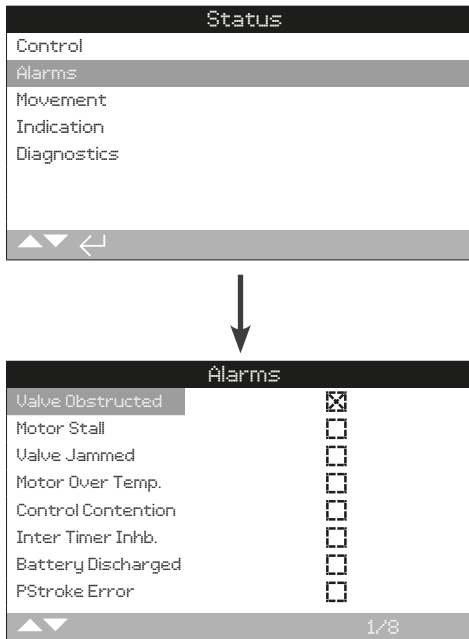 Status
Control
Alarms
Movement
Indication
Diagnostics
Alarms
Valve Obstructed
Motor Stall
Valve Jammed
Motor Over Temp.
Control Contention
Inter Timer Inhb.
Battery Discharged
PStroke Error
1/8